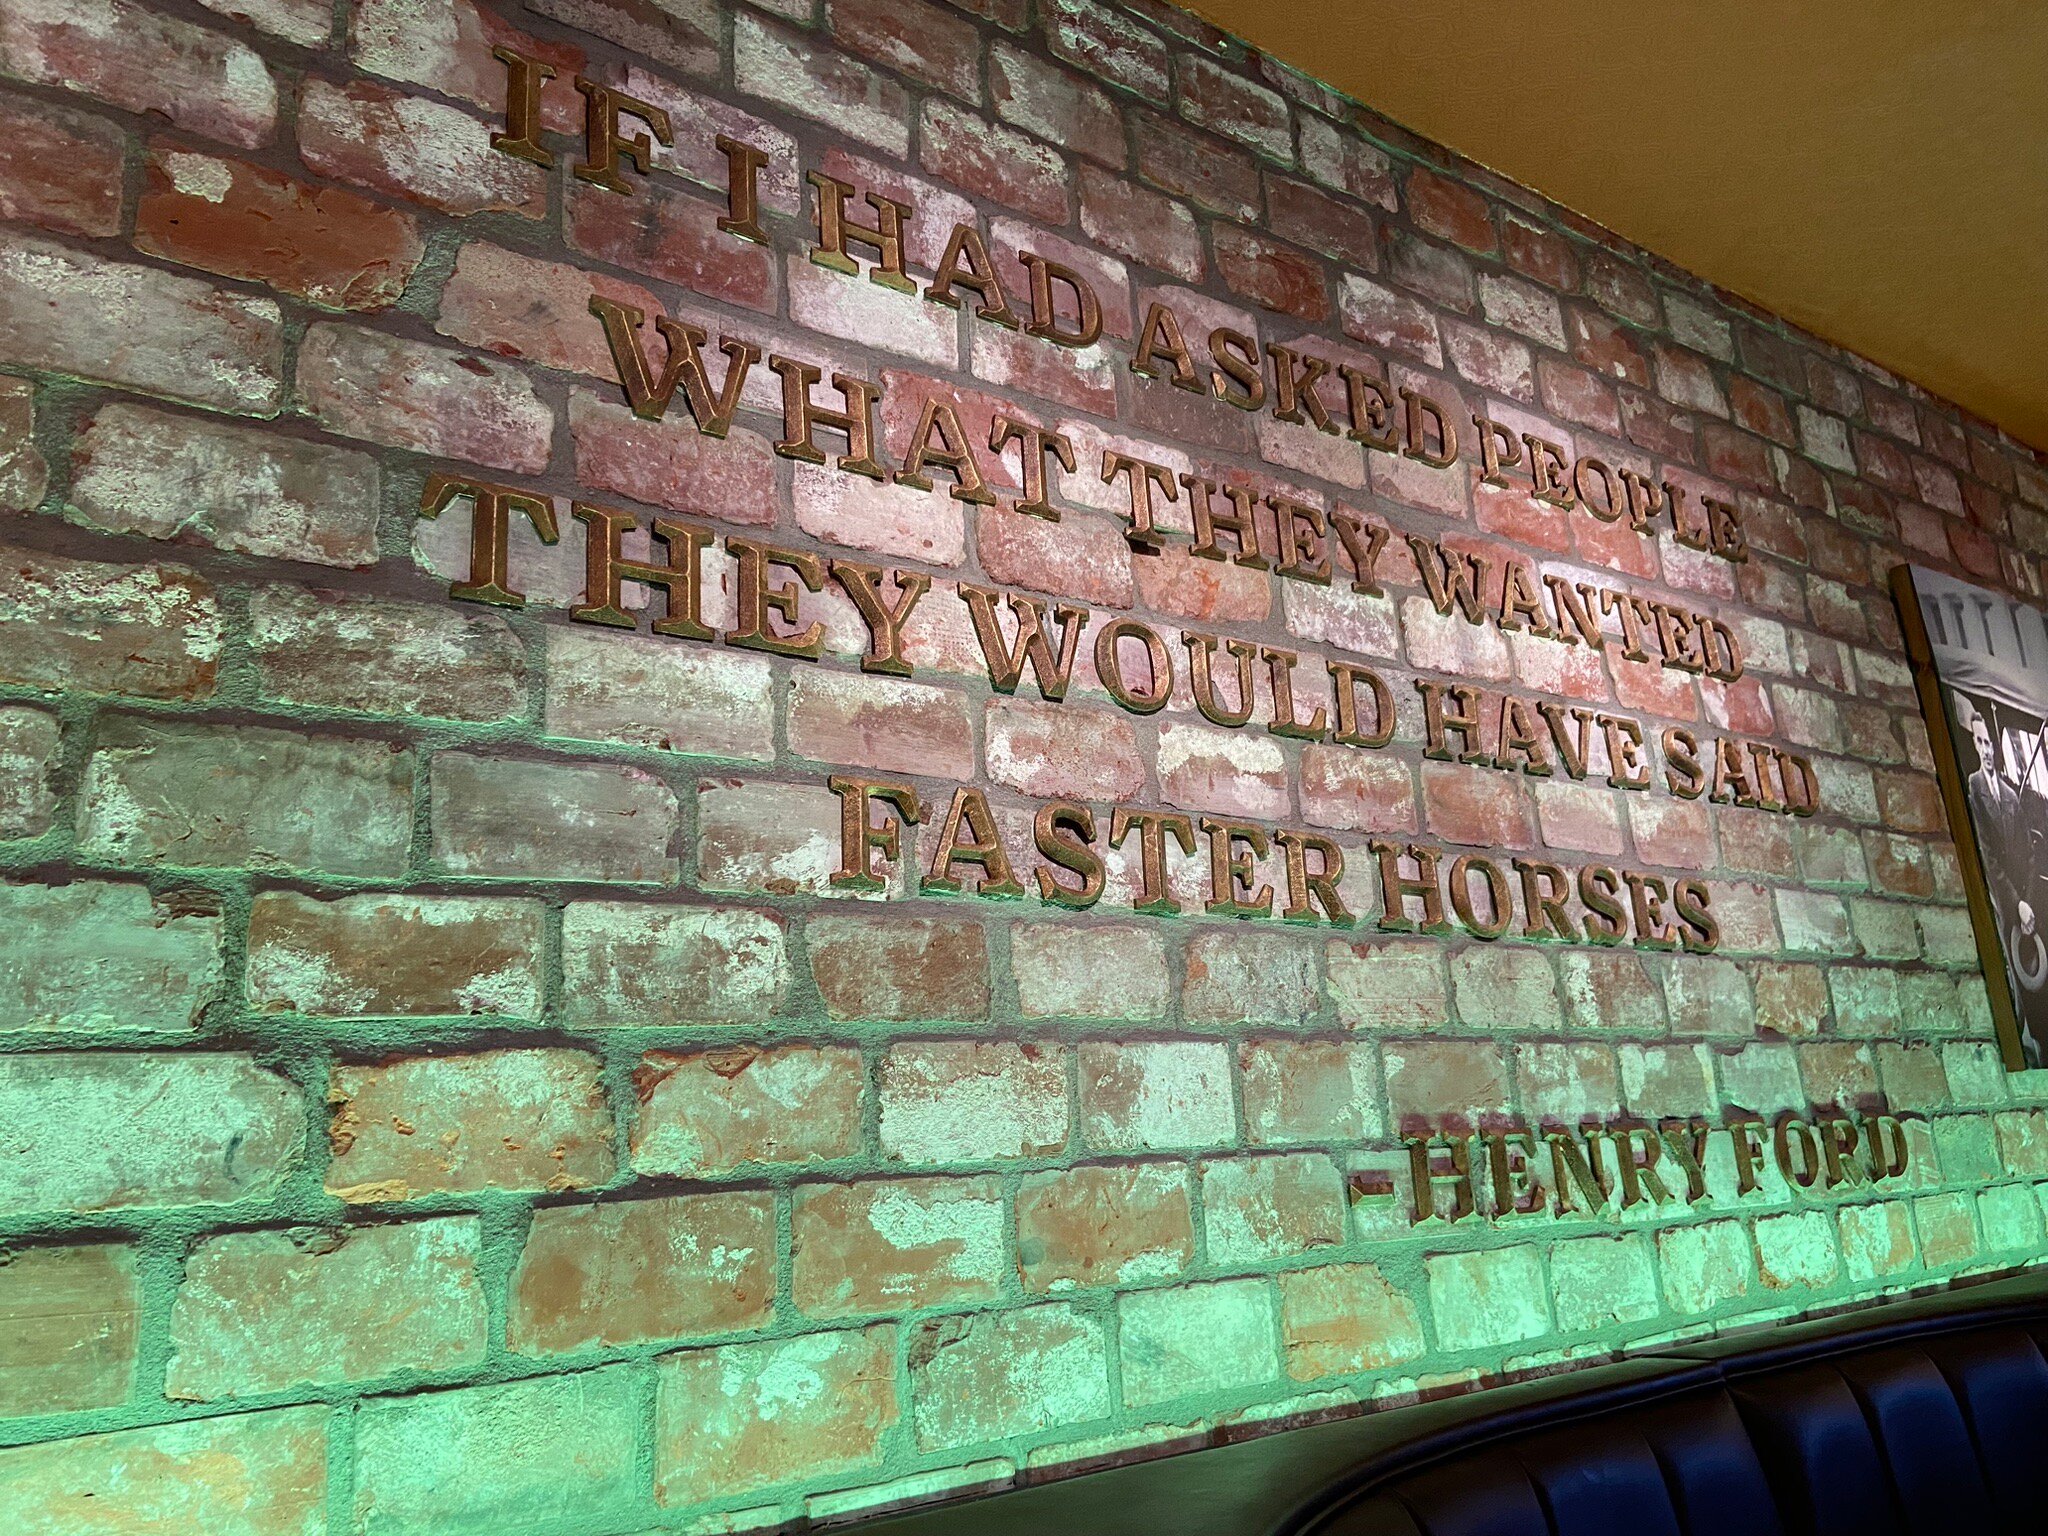 IF I HAD ASKED PEOPLE
WHAT THEY WANTED
THEY WOULD HAVE SAID
FASTER HORSES
- HENRY FORD